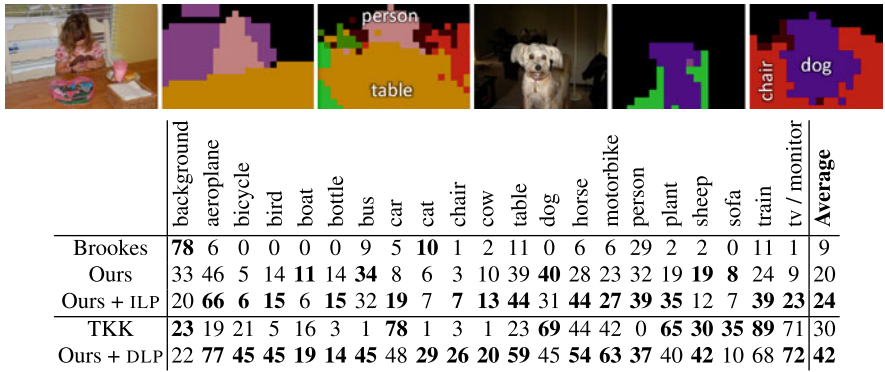 person
table
chair
dog
background aeroplane bicycle bird boat bottle bus car cat chair cow table dog horse motorbike person plant sheep sofa train tv / monitor Average
Brookes 78 6 0 0 0 0 9 5 10 1 2 11 0 6 6 29 2 2 0 11 1 9
Ours 33 46 5 14 11 14 34 8 6 3 10 39 40 28 23 32 19 19 8 24 9 20
Ours + ILP 20 66 6 15 6 15 32 19 7 7 13 44 31 44 27 39 35 12 7 39 23 24
TKK 23 19 21 5 16 3 1 78 1 3 1 23 69 44 42 0 65 30 35 89 71 30
Ours + DLP 22 77 45 45 19 14 45 48 29 26 20 59 45 54 63 37 40 42 10 68 72 42